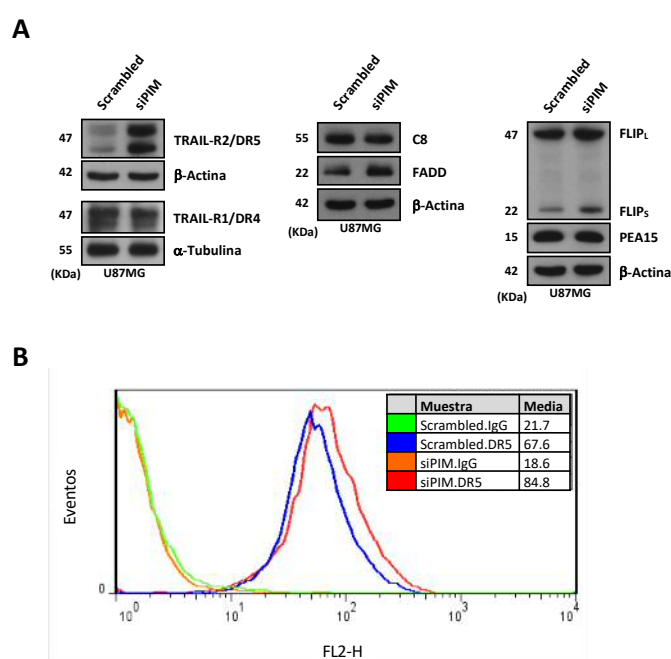 A
Scrambled siPIM
47 TRAIL-R2/DR5
42 β-Actina
47 TRAIL-R1/DR4
55 α-Tubulina
(KDa) U87MG
Scrambled siPIM
55 C8
22 FADD
42 β-Actina
(KDa) U87MG
Scrambled siPIM
47 FLIPL
22 FLIPS
15 PEA15
42 β-Actina
(KDa) U87MG
B
Muestra Media
Scrambled.IgG 21.7
Scrambled.DR5 67.6
siPIM.IgG 18.6
siPIM.DR5 84.8
Eventos
0
10⁰ 10¹ 10² 10³ 10⁴
FL2-H